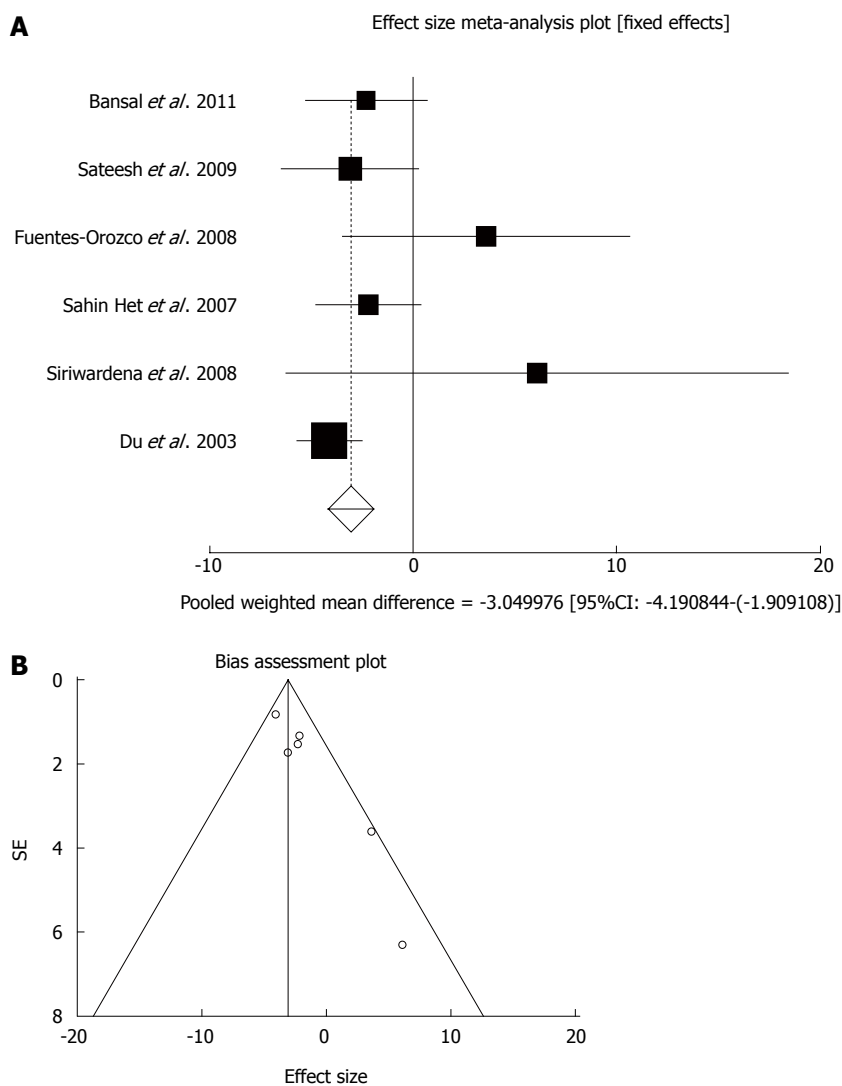 A
Effect size meta-analysis plot [fixed effects]
Bansal et al. 2011
Sateesh et al. 2009
Fuentes-Orozco et al. 2008
Sahin Het et al. 2007
Siriwardena et al. 2008
Du et al. 2003
-10 0 10 20
Pooled weighted mean difference = -3.049976 [95%CI: -4.190844-(-1.909108)]
B
Bias assessment plot
0
2
4
6
8
SE
-20 -10 0 10 20
Effect size